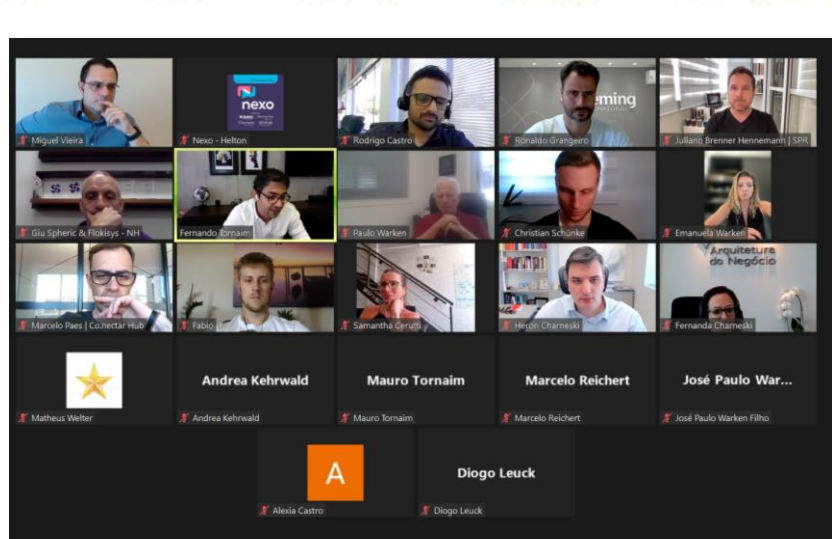 Miguel Vieira
nexo
Nexo - Helton
Rodrigo Castro
eming
Ronaldo Grangeiro
Juliano Brenner Hennemann | SPR
Giu Spheric & Flokisys - NH
Fernando Tornaim
Paulo Warken
Christian Schünke
Emanuela Warken
Marcelo Paes | Co.nectar Hub
Fabio
Samantha Cerutti
Heron Charneski
Arquitetura
do Negócio
Fernanda Charneski
Matheus Welter
Andrea Kehrwald
Andrea Kehrwald
Mauro Tornaim
Mauro Tornaim
Marcelo Reichert
Marcelo Reichert
José Paulo War...
José Paulo Warken Filho
A
Alexia Castro
Diogo Leuck
Diogo Leuck